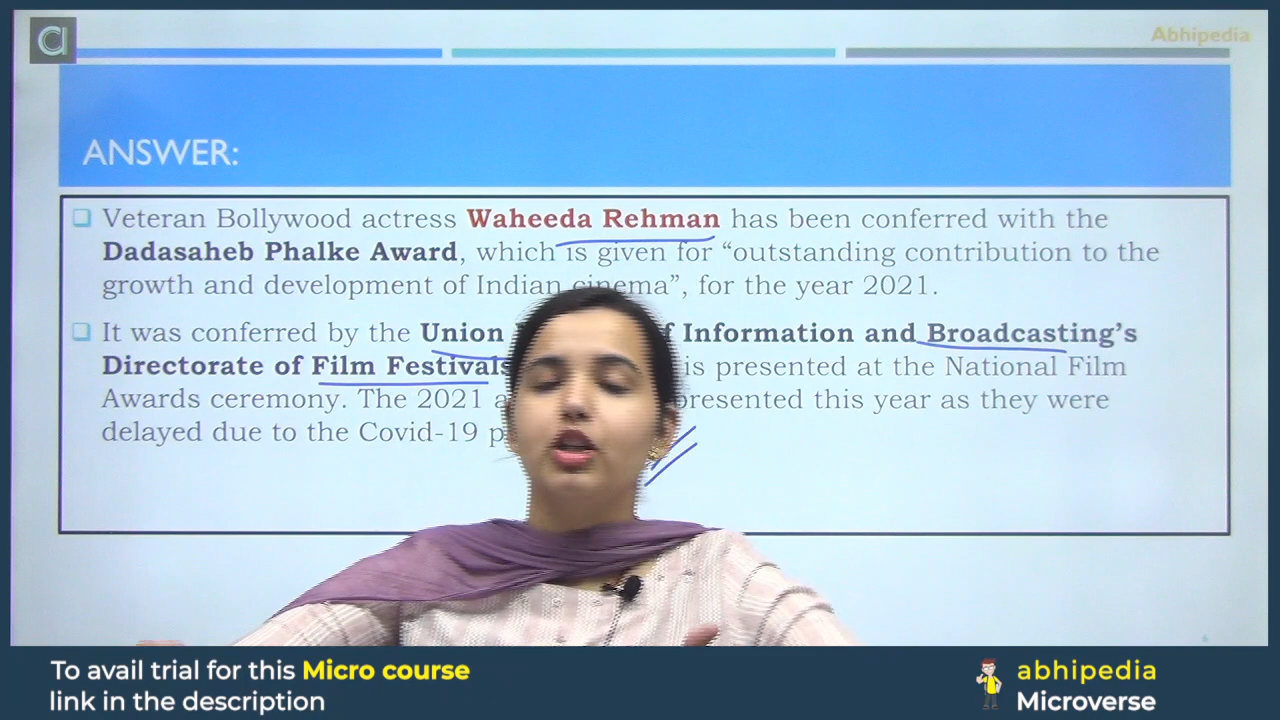 Abhipedia
ANSWER:
Veteran Bollywood actress Waheeda Rehman has been conferred with the
Dadasaheb Phalke Award, which is given for “outstanding contribution to the
growth and development of Indian cinema”, for the year 2021.
It was conferred by the Union f Information and Broadcasting’s
Directorate of Film Festivals is presented at the National Film
Awards ceremony. The 2021 a presented this year as they were
delayed due to the Covid-19 p
6
To avail trial for this Micro course
link in the description
abhipedia
Microverse